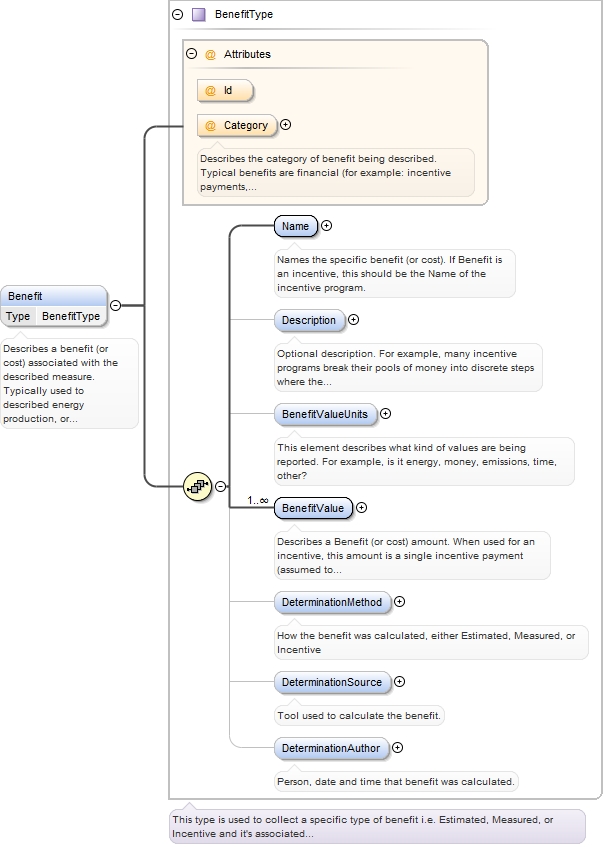 BenefitType
@ Attributes
@ Id
@ Category
Describes the category of benefit being described.
Typical benefits are financial (for example: incentive
payments,...
Name
Names the specific benefit (or cost). If Benefit is
an incentive, this should be the Name of the
incentive program.
Benefit
Type BenefitType
Describes a benefit (or
cost) associated with the
described measure.
Typically used to
described energy
production, or...
Description
Optional description. For example, many incentive
programs break their pools of money into discrete steps
where the...
BenefitValueUnits
This element describes what kind of values are being
reported. For example, is it energy, money, emissions, time,
other?
1..∞
BenefitValue
Describes a Benefit (or cost) amount. When used for an
incentive, this amount is a single incentive payment
(assumed to...
DeterminationMethod
How the benefit was calculated, either Estimated, Measured, or
Incentive
DeterminationSource
Tool used to calculate the benefit.
DeterminationAuthor
Person, date and time that benefit was calculated.
This type is used to collect a specific type of benefit i.e. Estimated, Measured, or
Incentive and it's associated...